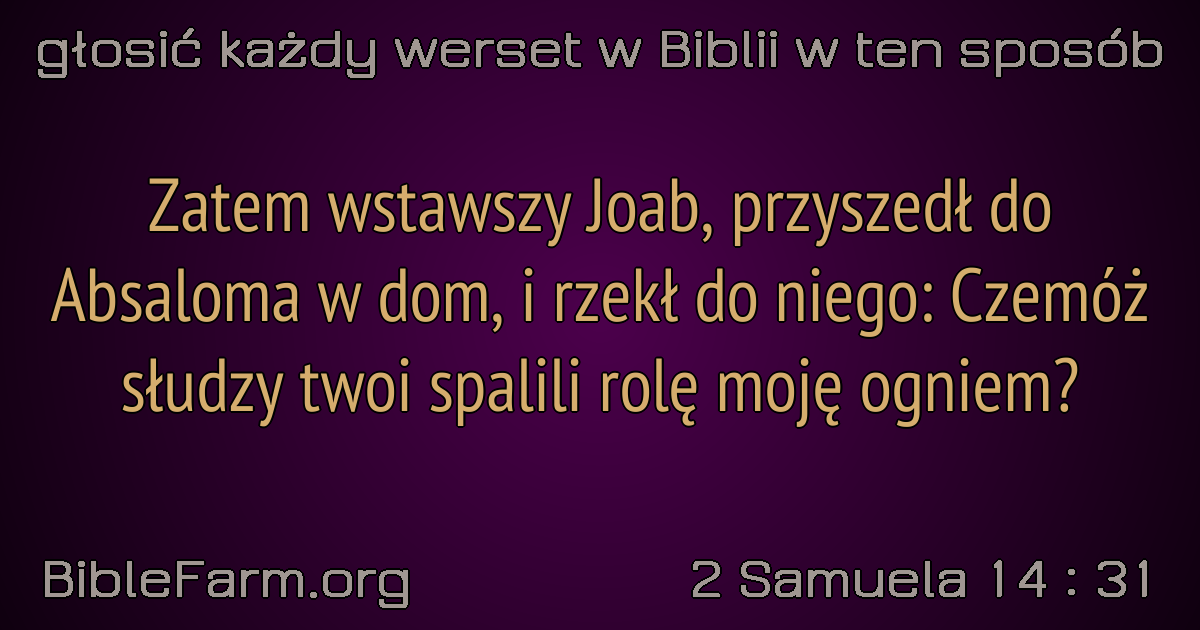 głosić każdy werset w Biblii w ten sposób
Zatem wstawszy Joab, przyszedł do
Absaloma w dom, i rzekł do niego: Czemóż
słudzy twoi spalili rolę moję ogniem?
BibleFarm.org
2 Samuela 14 : 31